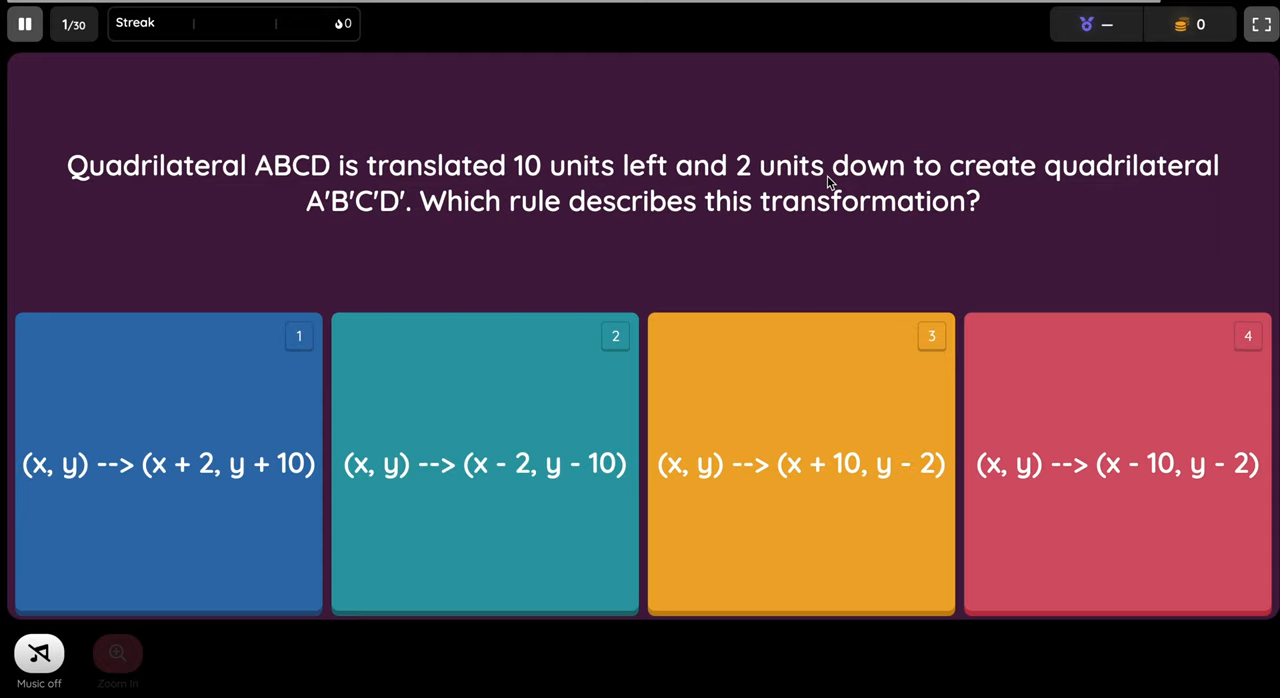 1/30
Streak
0
—
0
Quadrilateral ABCD is translated 10 units left and 2 units down to create quadrilateral
A'B'C'D'. Which rule describes this transformation?
1
2
3
4
(x, y) --> (x + 2, y + 10)
(x, y) --> (x - 2, y - 10)
(x, y) --> (x + 10, y - 2)
(x, y) --> (x - 10, y - 2)
Music off
Zoom in